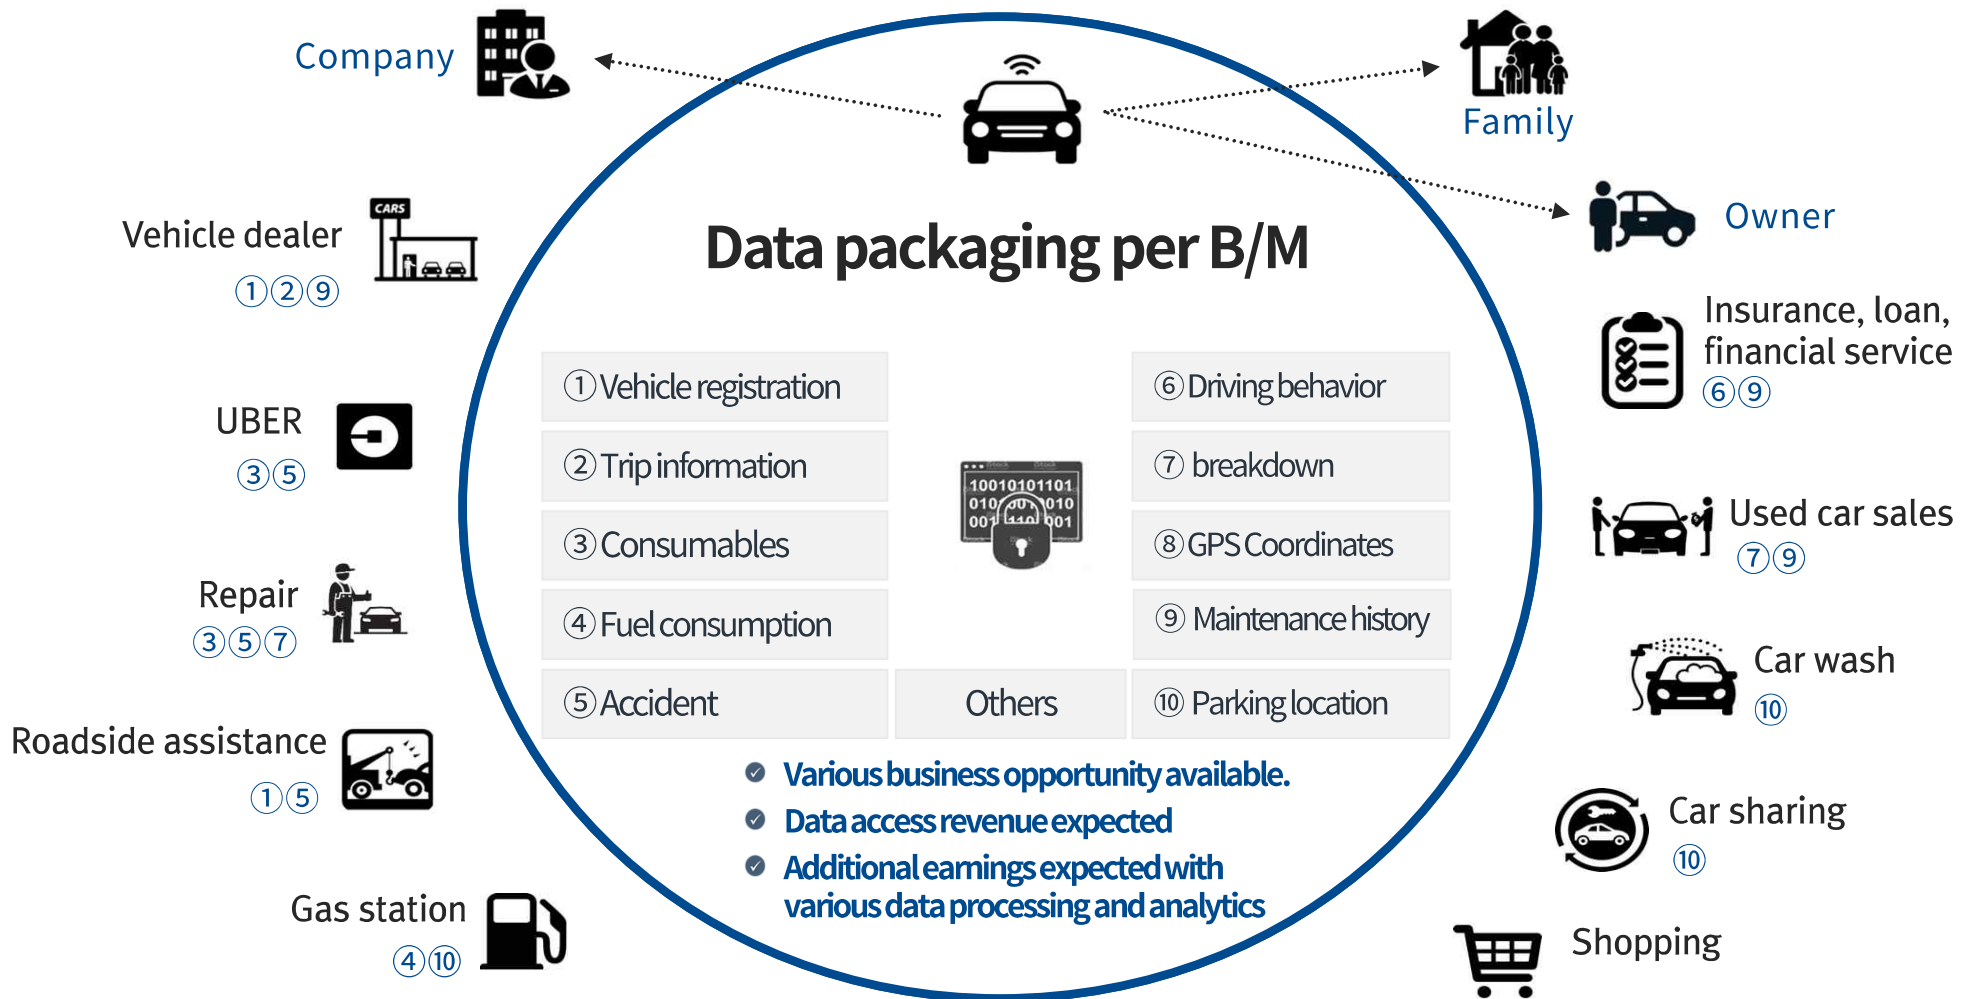 Company
Family
Owner
CARS
Vehicle dealer
①②⑨
Data packaging per B/M
Insurance, loan,
financial service
⑥⑨
UBER
③⑤
① Vehicle registration
② Trip information
③ Consumables
④ Fuel consumption
⑤ Accident
Others
10010101101
⑥ Driving behavior
⑦ breakdown
⑧ GPS Coordinates
⑨ Maintenance history
⑩ Parking location
Used car sales
⑦⑨
Repair
③⑤⑦
Car wash
⑩
Roadside assistance
①⑤
Various business opportunity available.
Data access revenue expected
Additional earnings expected with
various data processing and analytics
Car sharing
⑩
Gas station
④⑩
Shopping